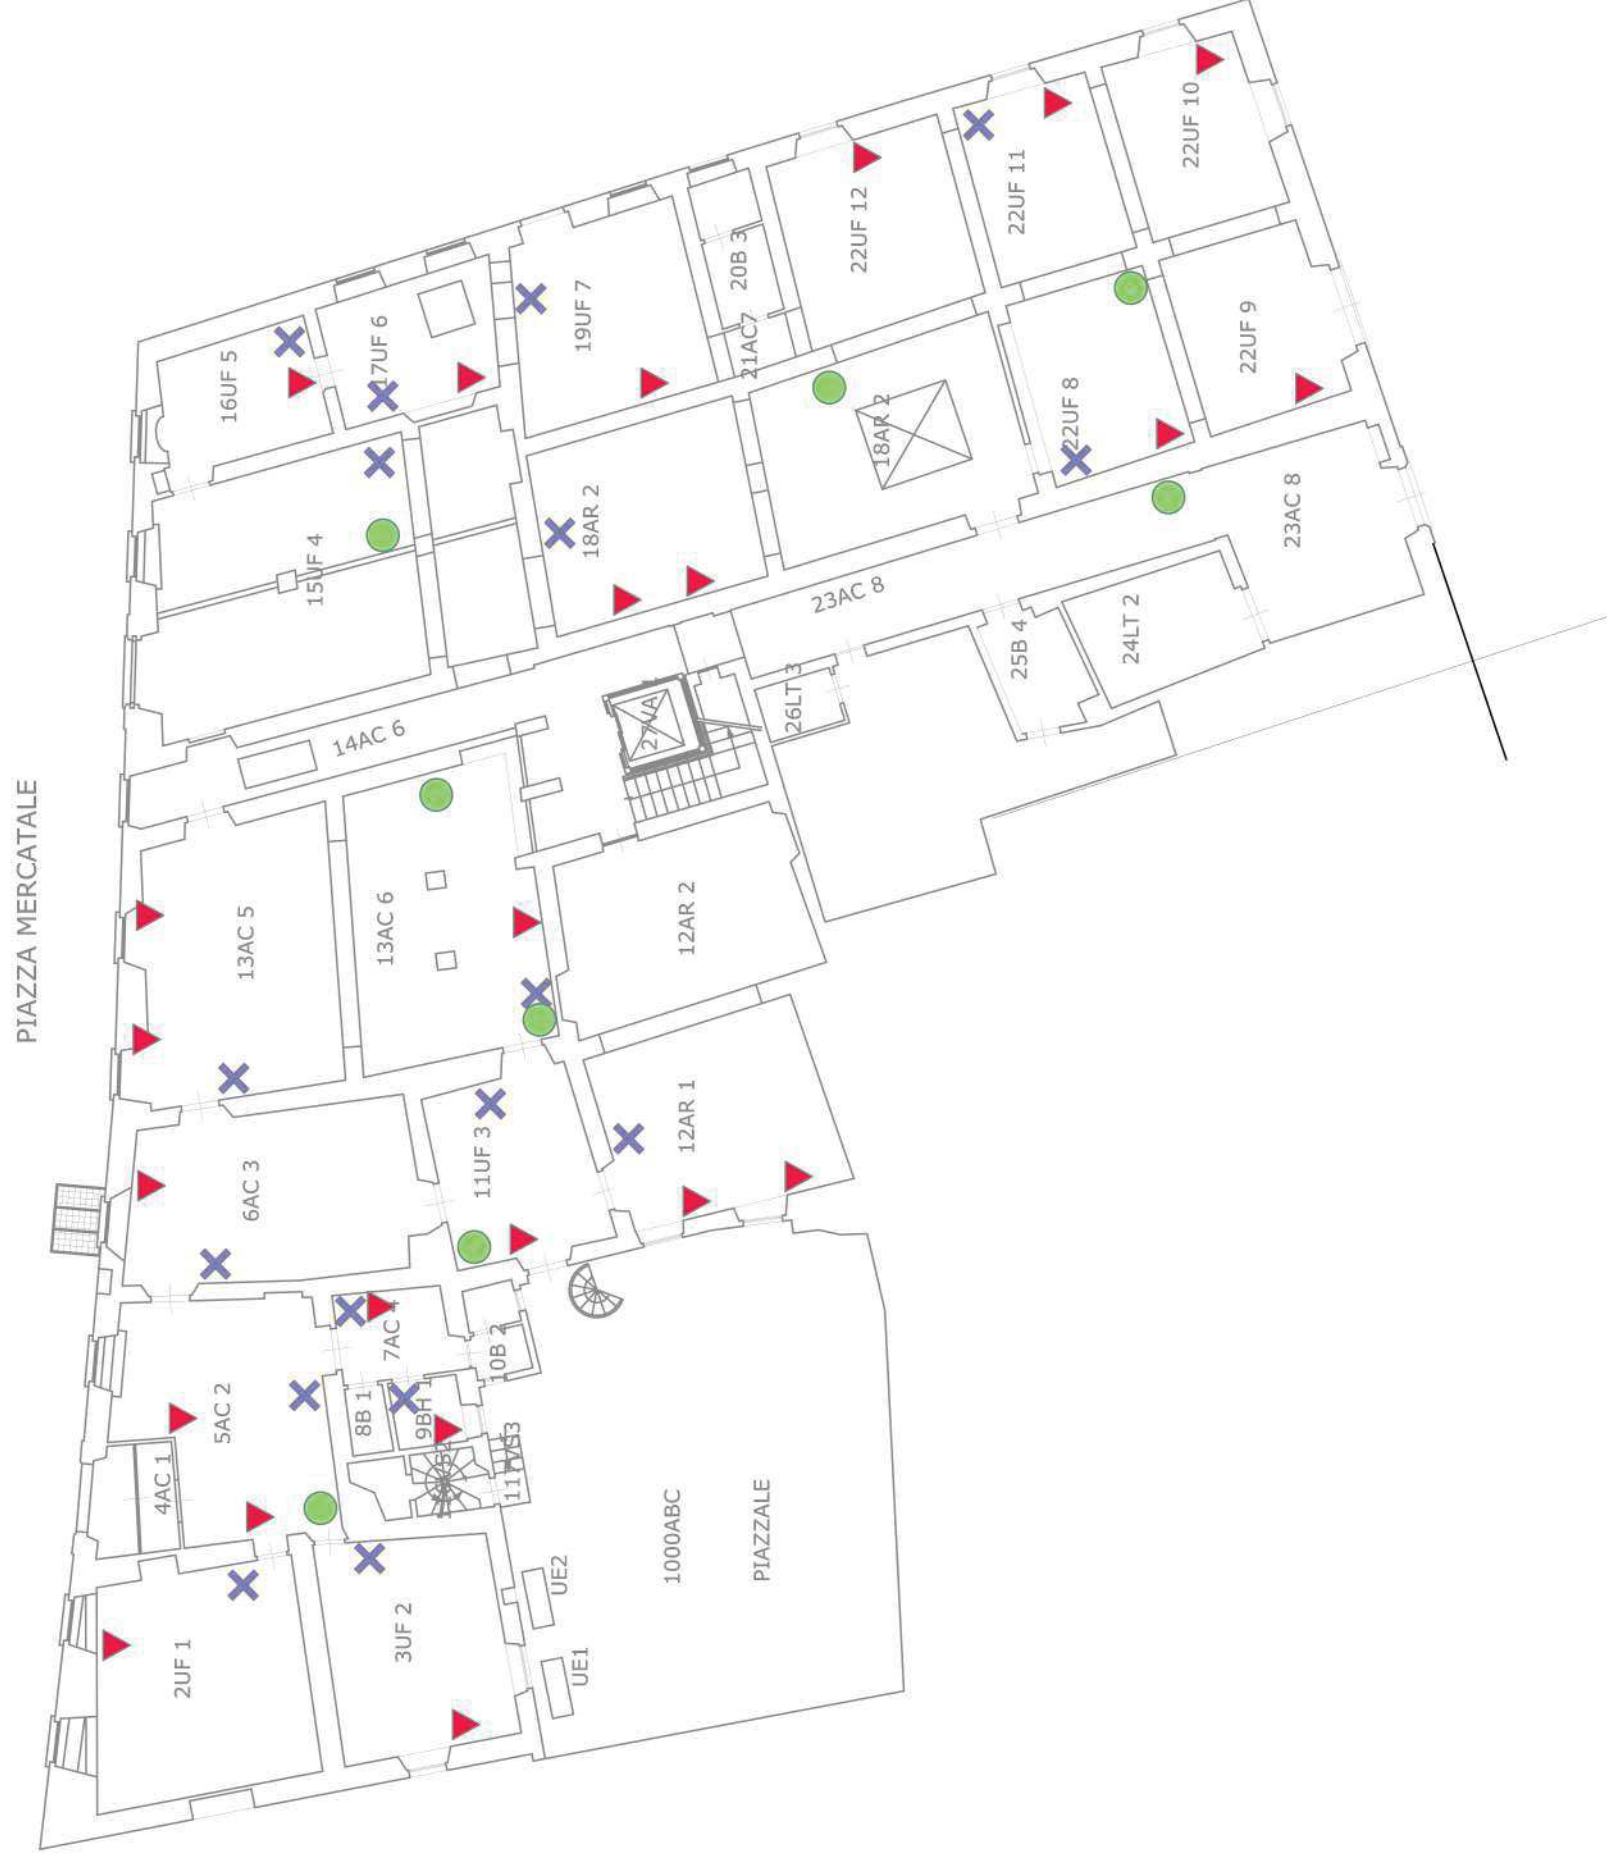 PIAZZA MERCATALE
22UF 10
22UF 11
22UF 12
20B 3
21AC7
19UF 7
17UF 6
16UF 5
22UF 9
22UF 8
18AR 2
18AR 2
15UF 4
23AC 8
23AC 8
24LT 2
25B 4
26LT 3
14AC 6
13AC 5
13AC 6
12AR 2
12AR 1
11UF 3
6AC 3
7AC 4
10B 2
5AC 2
8B 1
9BH 1
4AC 1
2UF 1
3UF 2
UE2
UE1
1000ABC
PIAZZALE